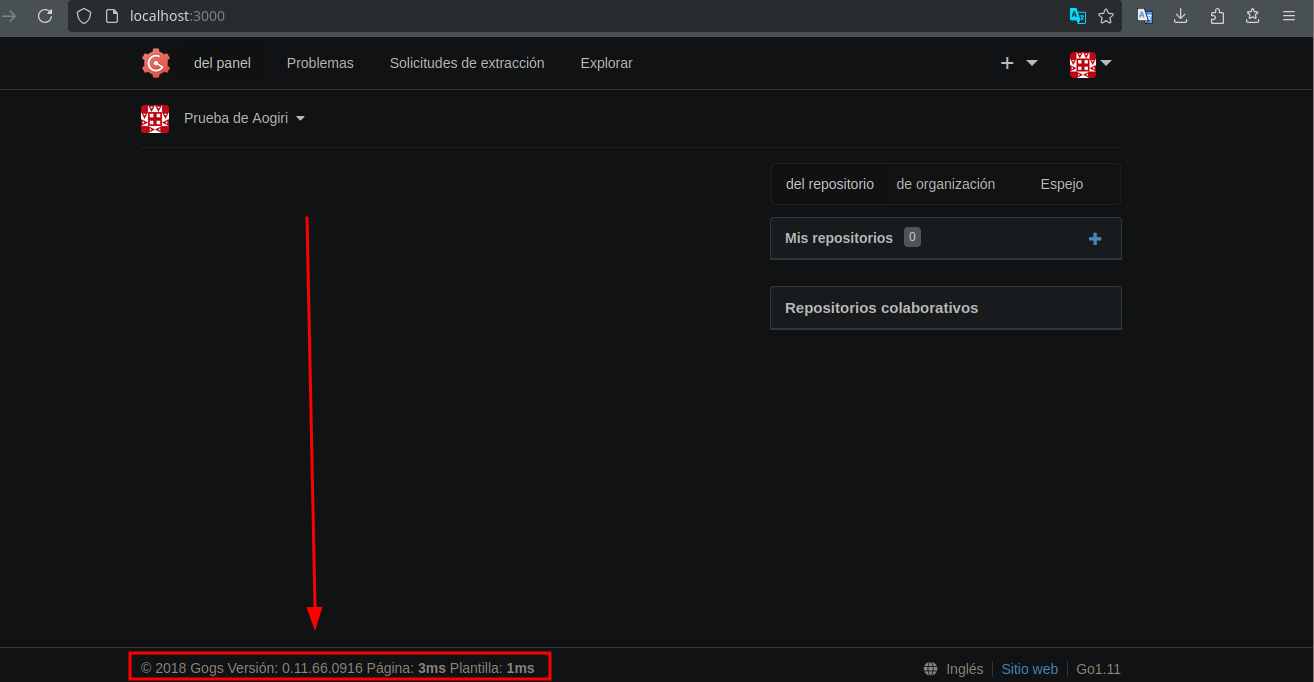 localhost:3000
del panel Problemas Solicitudes de extracción Explorar
Prueba de Aogiri
del repositorio de organización Espejo
Mis repositorios 0
Repositorios colaborativos
© 2018 Gogs Versión: 0.11.66.0916 Página: 3ms Plantilla: 1ms Inglés Sitio web Go1.11